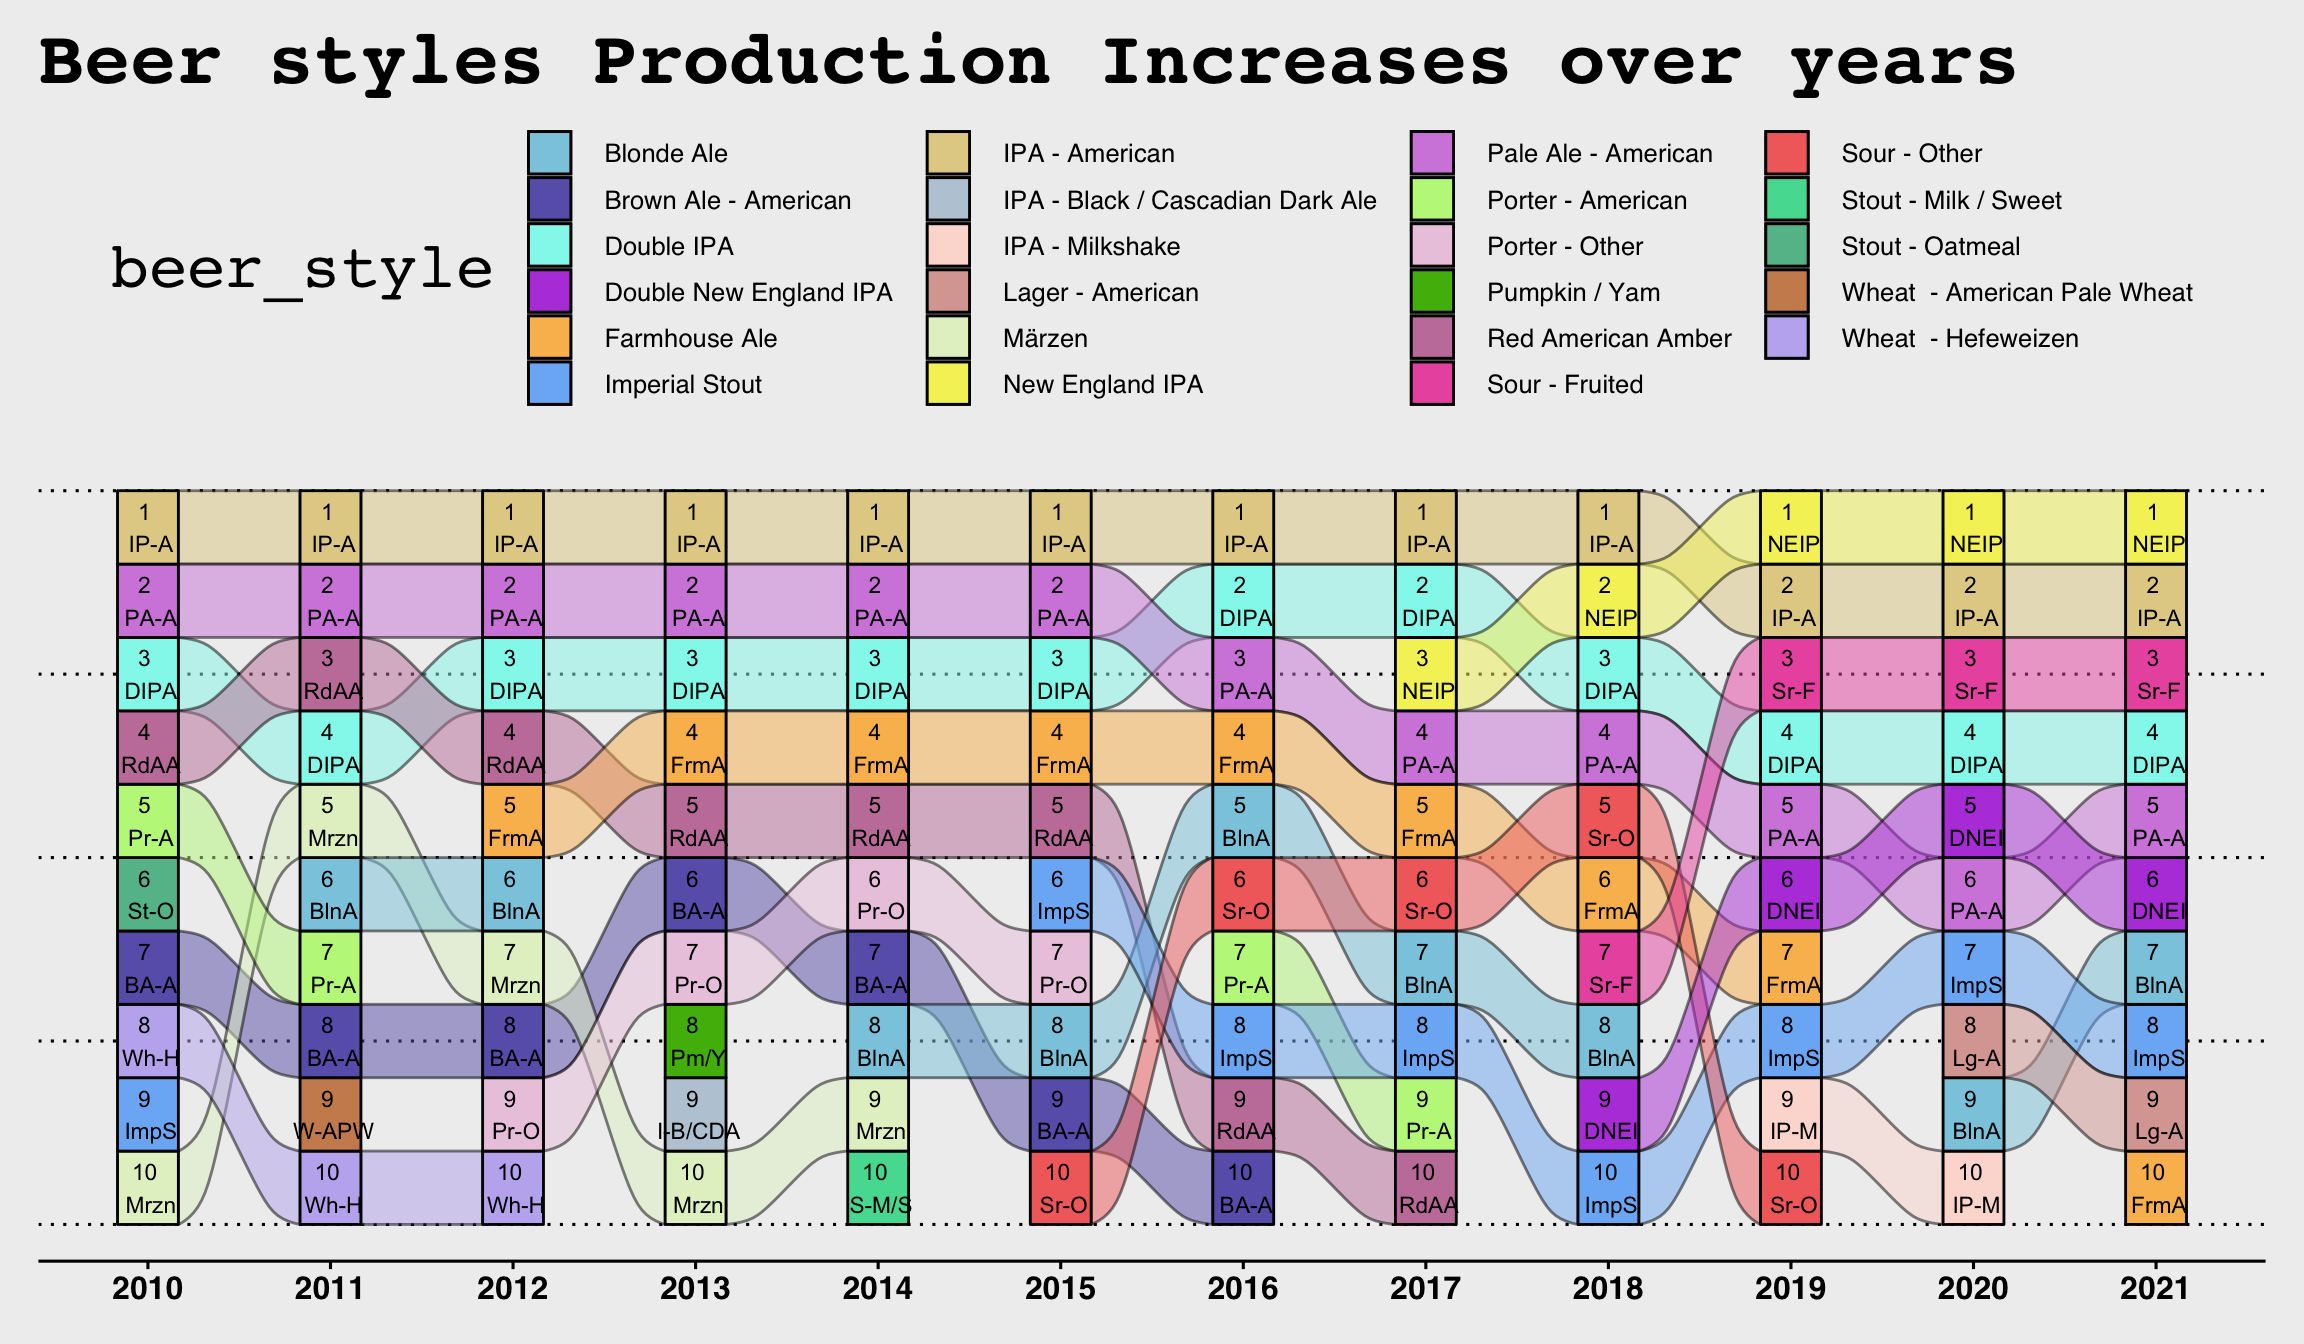 Beer styles Production Increases over years
beer_style
Blonde Ale
Brown Ale - American
Double IPA
Double New England IPA
Farmhouse Ale
Imperial Stout
IPA - American
IPA - Black / Cascadian Dark Ale
IPA - Milkshake
Lager - American
Märzen
New England IPA
Pale Ale - American
Porter - American
Porter - Other
Pumpkin / Yam
Red American Amber
Sour - Fruited
Sour - Other
Stout - Milk / Sweet
Stout - Oatmeal
Wheat  - American Pale Wheat
Wheat  - Hefeweizen
1 1 1 1 1 1 1 1 1 1 1 1
IP-A IP-A IP-A IP-A IP-A IP-A IP-A IP-A IP-A NEIP NEIP NEIP
2 2 2 2 2 2 2 2 2 2 2 2
PA-A PA-A PA-A PA-A PA-A PA-A DIPA DIPA NEIP IP-A IP-A IP-A
3 3 3 3 3 3 3 3 3 3 3 3
DIPA RdAA DIPA DIPA DIPA DIPA PA-A NEIP DIPA Sr-F Sr-F Sr-F
4 4 4 4 4 4 4 4 4 4 4 4
RdAA DIPA RdAA FrmA FrmA FrmA FrmA PA-A PA-A DIPA DIPA DIPA
5 5 5 5 5 5 5 5 5 5 5 5
Pr-A Mrzn FrmA RdAA RdAA RdAA BlnA FrmA Sr-O PA-A DNEI PA-A
6 6 6 6 6 6 6 6 6 6 6 6
St-O BlnA BlnA BA-A Pr-O ImpS Sr-O Sr-O FrmA DNEI PA-A DNEI
7 7 7 7 7 7 7 7 7 7 7 7
BA-A Pr-A Mrzn Pr-O BA-A Pr-O Pr-A BlnA Sr-F FrmA ImpS BlnA
8 8 8 8 8 8 8 8 8 8 8 8
Wh-H BA-A BA-A Pm/Y BlnA BlnA ImpS ImpS BlnA ImpS Lg-A ImpS
9 9 9 9 9 9 9 9 9 9 9 9
ImpS W-APW Pr-O I-B/CDA Mrzn BA-A RdAA Pr-A DNEI IP-M BlnA Lg-A
10 10 10 10 10 10 10 10 10 10 10 10
Mrzn Wh-H Wh-H Mrzn S-M/S Sr-O BA-A RdAA ImpS Sr-O IP-M FrmA
2010 2011 2012 2013 2014 2015 2016 2017 2018 2019 2020 2021